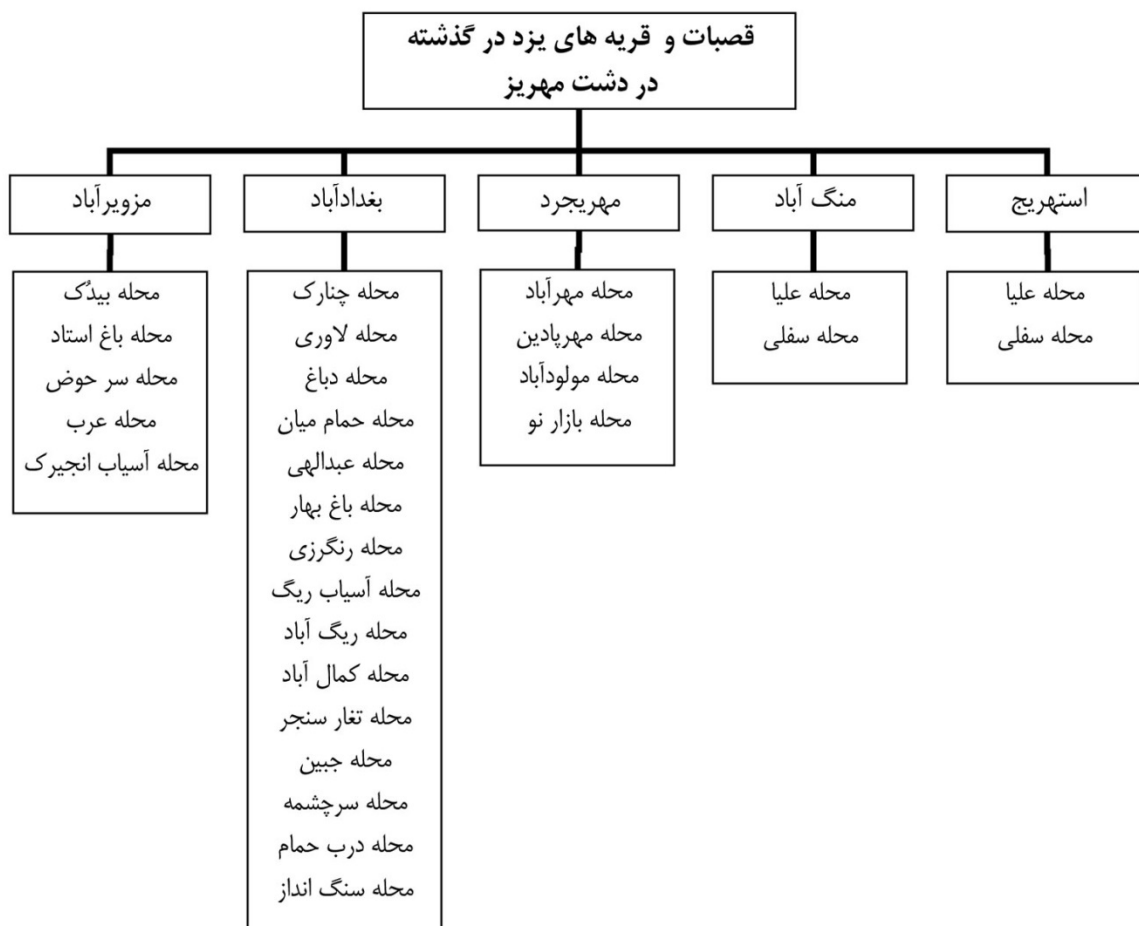 قصبات و قریه های یزد در گذشته
در دشت مهریز
استهریج
محله علیا
محله سفلی
منگ آباد
محله علیا
محله سفلی
مهریجرد
محله مهرآباد
محله مهرپادین
محله مولودآباد
محله بازار نو
بغدادآباد
محله چنارک
محله لاوری
محله دباغ
محله حمام میان
محله عبدالهی
محله باغ بهار
محله رنگرزی
محله آسیاب ریگ
محله ریگ آباد
محله کمال آباد
محله تغار سنجر
محله جبین
محله سرچشمه
محله درب حمام
محله سنگ انداز
مزویرآباد
محله بیدُک
محله باغ استاد
محله سر حوض
محله عرب
محله آسیاب انجیرک